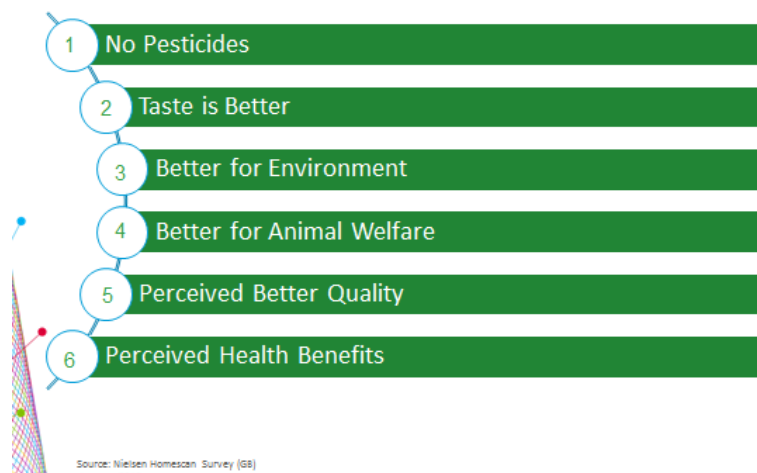 1 No Pesticides
2 Taste is Better
3 Better for Environment
4 Better for Animal Welfare
5 Perceived Better Quality
6 Perceived Health Benefits
Source: Nielsen Homescan Survey (GB)